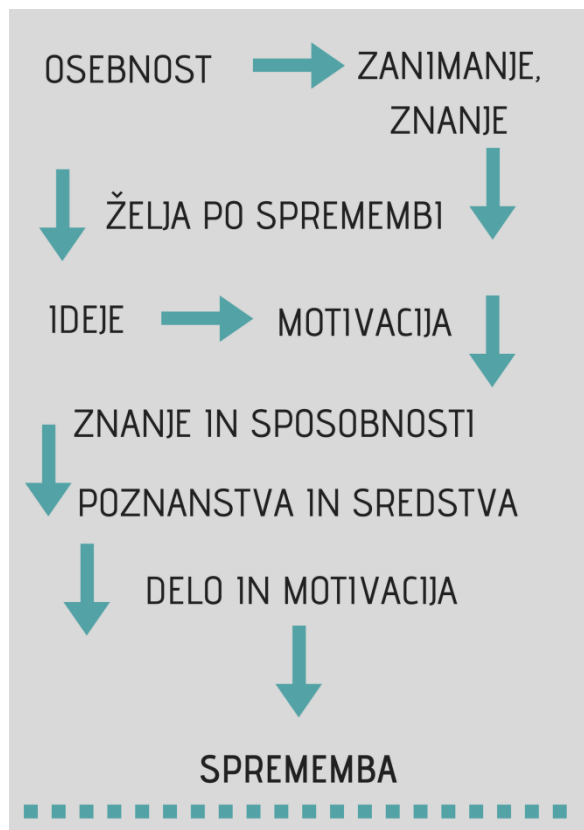 OSEBNOST
ZANIMANJE,
ZNANJE
ŽELJA PO SPREMEMBI
IDEJE
MOTIVACIJA
ZNANJE IN SPOSOBNOSTI
POZNANSTVA IN SREDSTVA
DELO IN MOTIVACIJA
SPREMEMBA